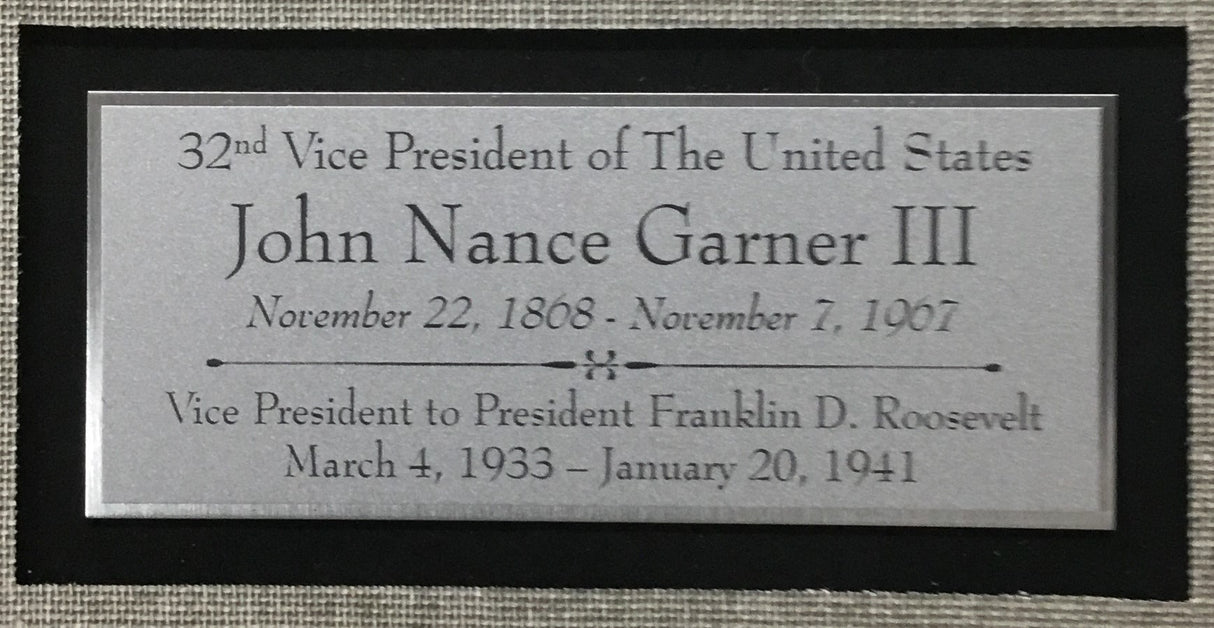 32nd Vice President of The United States
John Nance Garner III
November 22, 1868 - November 7, 1967
Vice President to President Franklin D. Roosevelt
March 4, 1933 – January 20, 1941